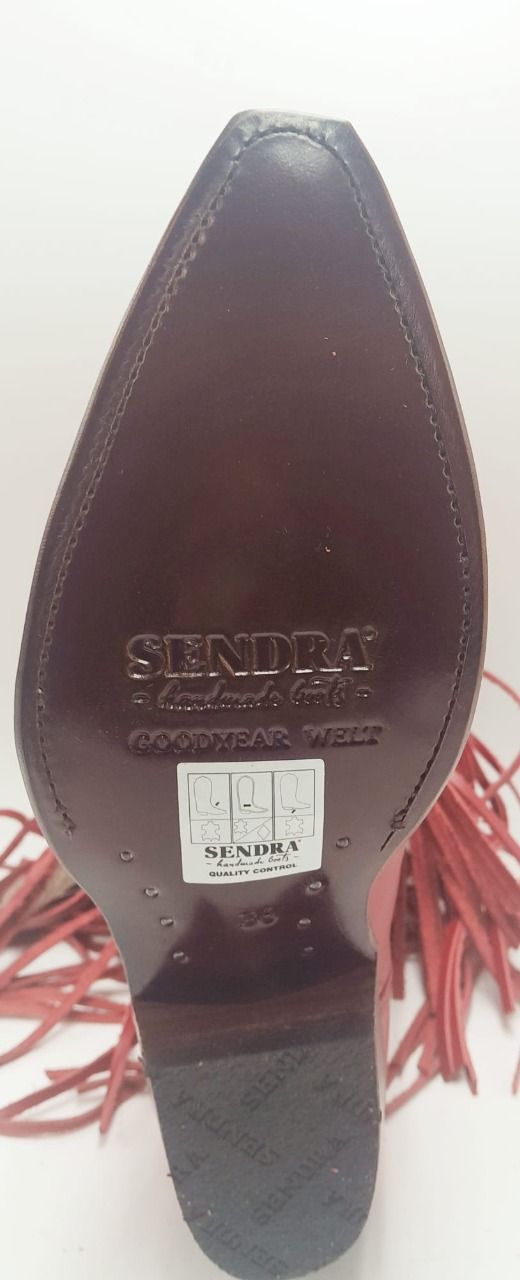 SENDRA®
- handmade boots -
GOODYEAR WELT
SENDRA®
- handmade boots -
QUALITY CONTROL
36
SENDRA
SENDRA
SENDRA